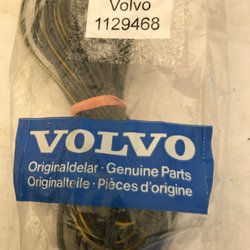 Volvo
1129468
VOLVO
Originaldelar · Genuine Parts
Originalteile · Pièces d'origine